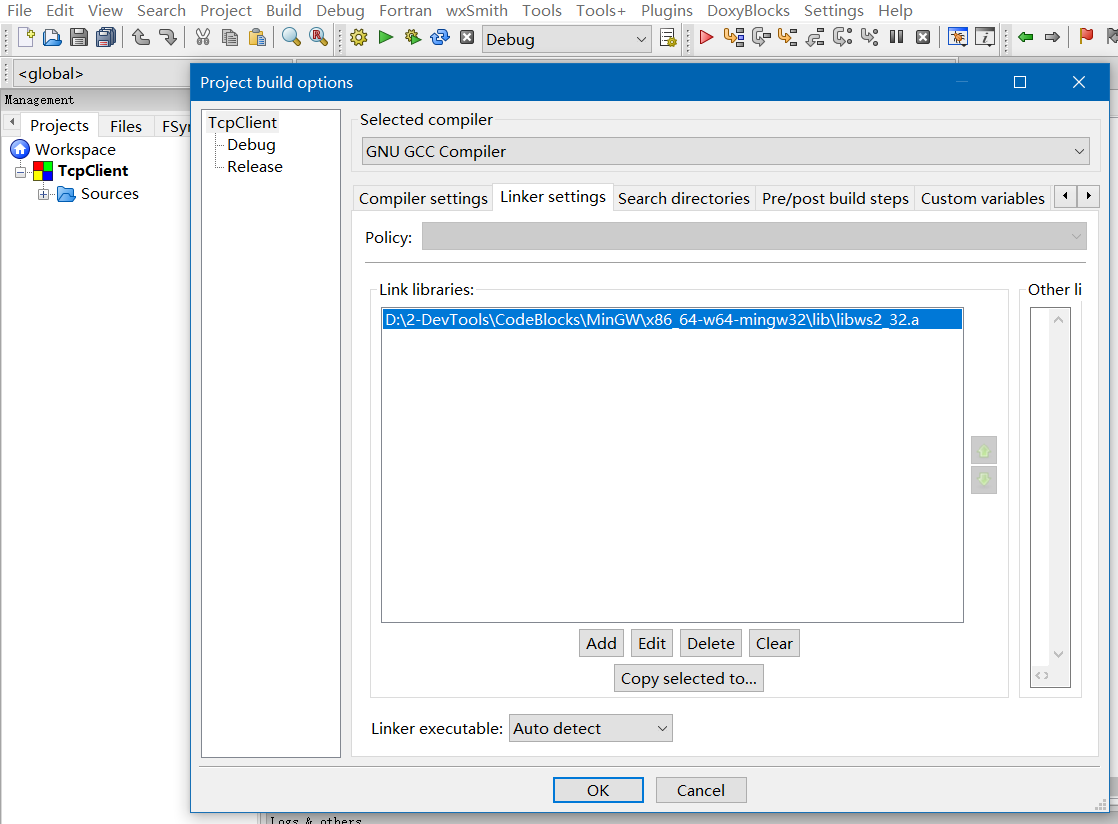 File Edit View Search Project Build Debug Fortran wxSmith Tools Tools+ Plugins DoxyBlocks Settings Help
Debug
<global>
Project build options
Management
Projects Files FSy
Workspace
TcpClient
Sources
TcpClient
Debug
Release
Selected compiler
GNU GCC Compiler
Compiler settings Linker settings Search directories Pre/post build steps Custom variables
Policy:
Link libraries:
Other li
D:\2-DevTools\CodeBlocks\MinGW\x86_64-w64-mingw32\lib\libws2_32.a
Add Edit Delete Clear
Copy selected to...
Linker executable: Auto detect
OK Cancel
Logs & others